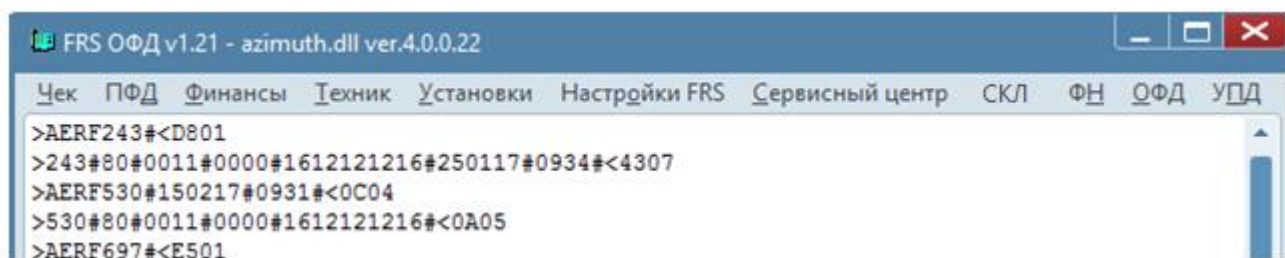 FRS ОФД v1.21 - azimuth.dll ver.4.0.0.22
Чек ПФД Финансы Техник Установки Настройки FRS Сервисный центр СКЛ ФН ОФД УПД
>AERF243#<D801
>243#80#0011#0000#1612121216#250117#0934#<4307
>AERF530#150217#0931#<0C04
>530#80#0011#0000#1612121216#<0A05
>AERF697#<E501